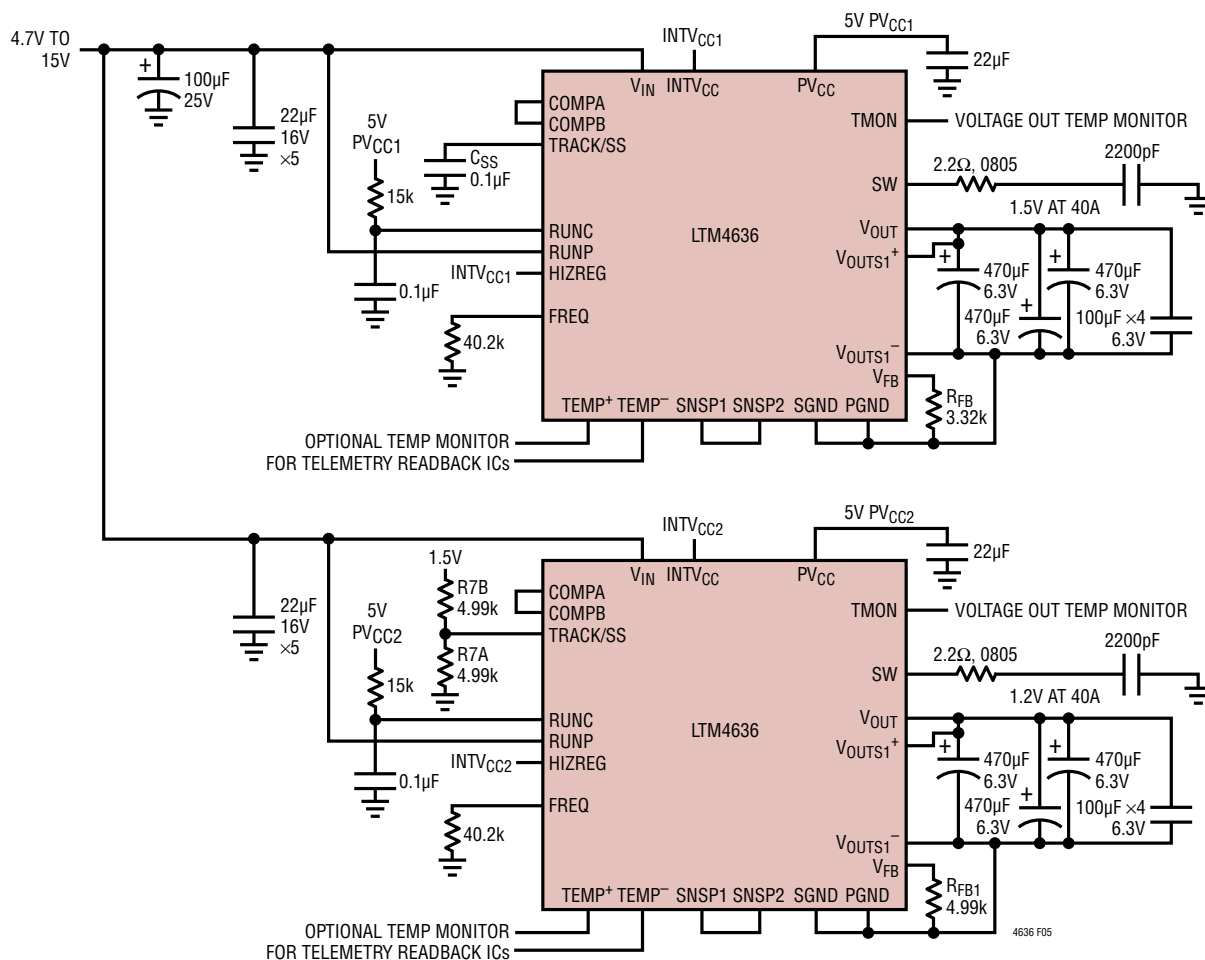 4.7V TO
15V
+
100µF
25V
22µF
16V
×5
5V
PVCC1
15k
0.1µF
CSS
0.1µF
INTVCC1
40.2k
INTVCC1
5V PVCC1
22µF
VIN
INTVCC
PVCC
COMPA
COMPB
TRACK/SS
RUNC
RUNP
HIZREG
FREQ
LTM4636
TMON
SW
VOUT
VOUTS1+
VOUTS1–
VFB
TEMP+
TEMP–
SNSP1
SNSP2
SGND
PGND
VOLTAGE OUT TEMP MONITOR
2.2Ω, 0805
2200pF
1.5V AT 40A
+
470µF
6.3V
+
470µF
6.3V
+
470µF
6.3V
100µF ×4
6.3V
RFB
3.32k
OPTIONAL TEMP MONITOR
FOR TELEMETRY READBACK ICs
22µF
16V
×5
5V
PVCC2
15k
0.1µF
1.5V
R7B
4.99k
R7A
4.99k
INTVCC2
40.2k
INTVCC2
5V PVCC2
22µF
VIN
INTVCC
PVCC
COMPA
COMPB
TRACK/SS
RUNC
RUNP
HIZREG
FREQ
LTM4636
TMON
SW
VOUT
VOUTS1+
VOUTS1–
VFB
TEMP+
TEMP–
SNSP1
SNSP2
SGND
PGND
VOLTAGE OUT TEMP MONITOR
2.2Ω, 0805
2200pF
1.2V AT 40A
+
470µF
6.3V
+
470µF
6.3V
+
470µF
6.3V
100µF ×4
6.3V
RFB1
4.99k
OPTIONAL TEMP MONITOR
FOR TELEMETRY READBACK ICs
4636 F05